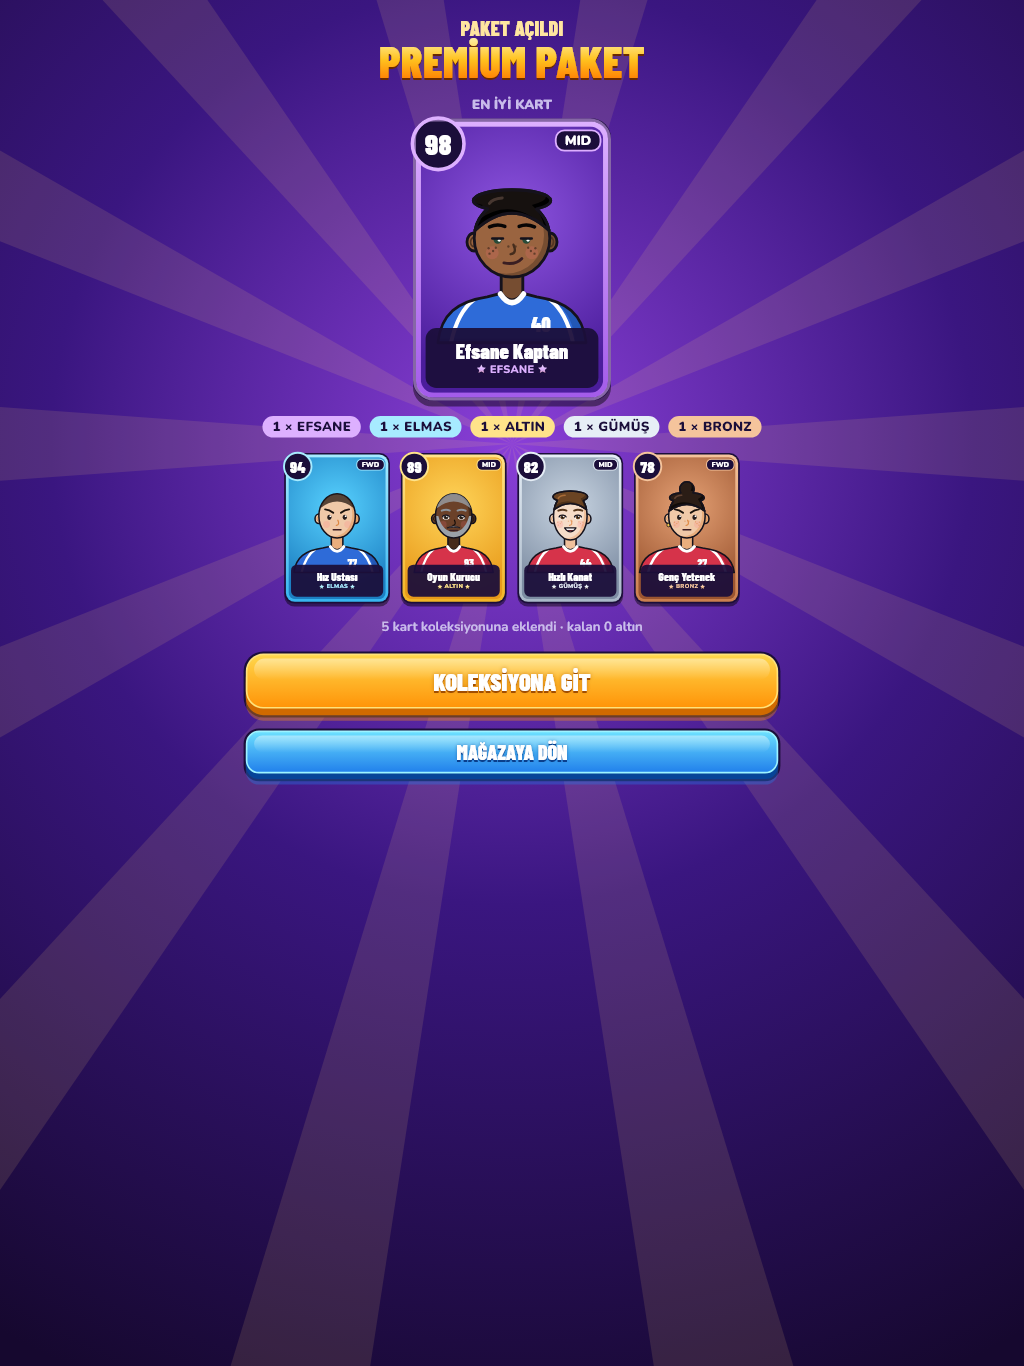 PAKET AÇILDI
PREMİUM PAKET
EN İYİ KART
98
MID
Efsane Kaptan
★ EFSANE ★
1 × EFSANE
1 × ELMAS
1 × ALTIN
1 × GÜMÜŞ
1 × BRONZ
94
FWD
Hız Ustası
★ ELMAS ★
89
MID
Oyun Kurucu
★ ALTIN ★
82
MID
Hızlı Kanat
★ GÜMÜŞ ★
78
FWD
Genç Yetenek
★ BRONZ ★
5 kart koleksiyonuna eklendi · kalan 0 altın
KOLEKSİYONA GİT
MAĞAZAYA DÖN